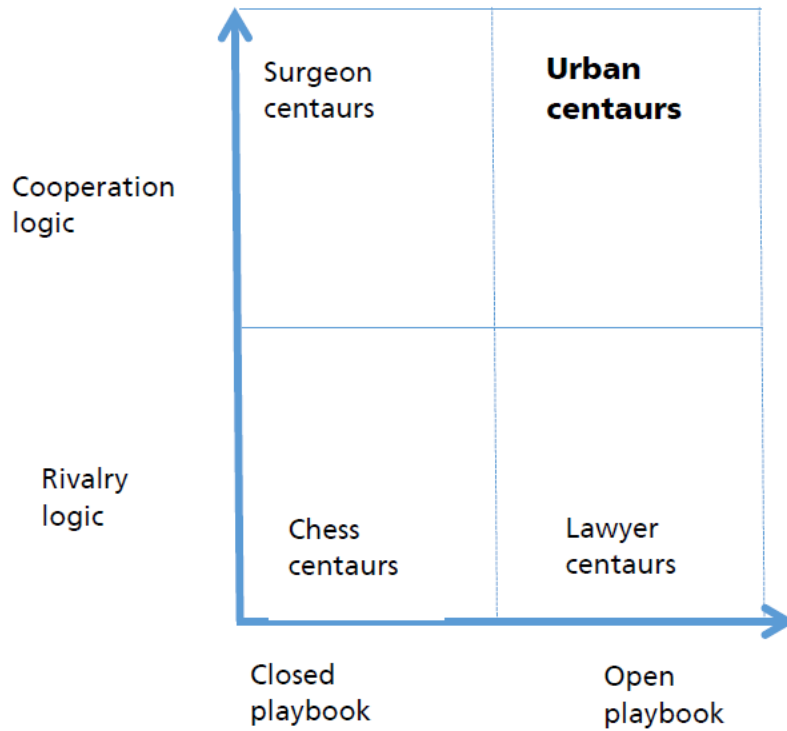 Surgeon
centaurs
Urban
centaurs
Cooperation
logic
Rivalry
logic
Chess
centaurs
Lawyer
centaurs
Closed
playbook
Open
playbook